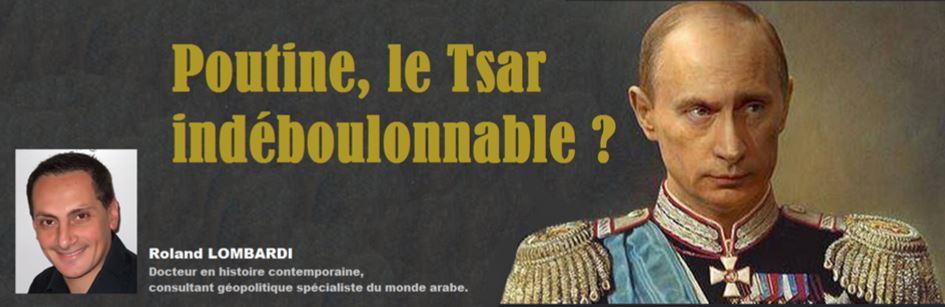 Poutine, le Tsar
indéboulonnable ?
Roland LOMBARDI
Docteur en histoire contemporaine,
consultant géopolitique spécialiste du monde arabe.